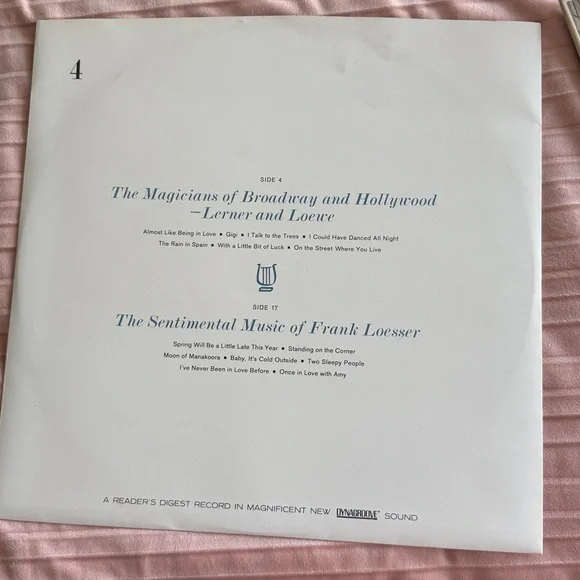 4
SIDE 4
The Magicians of Broadway and Hollywood
—Lerner and Loewe
Almost Like Being in Love • Gigi • I Talk to the Trees • I Could Have Danced All Night
The Rain in Spain • With a Little Bit of Luck • On the Street Where You Live
SIDE 17
The Sentimental Music of Frank Loesser
Spring Will Be a Little Late This Year • Standing on the Corner
Moon of Manakoora • Baby, It's Cold Outside • Two Sleepy People
I've Never Been in Love Before • Once in Love with Amy
A READER'S DIGEST RECORD IN MAGNIFICENT NEW DYNAGROOVE SOUND